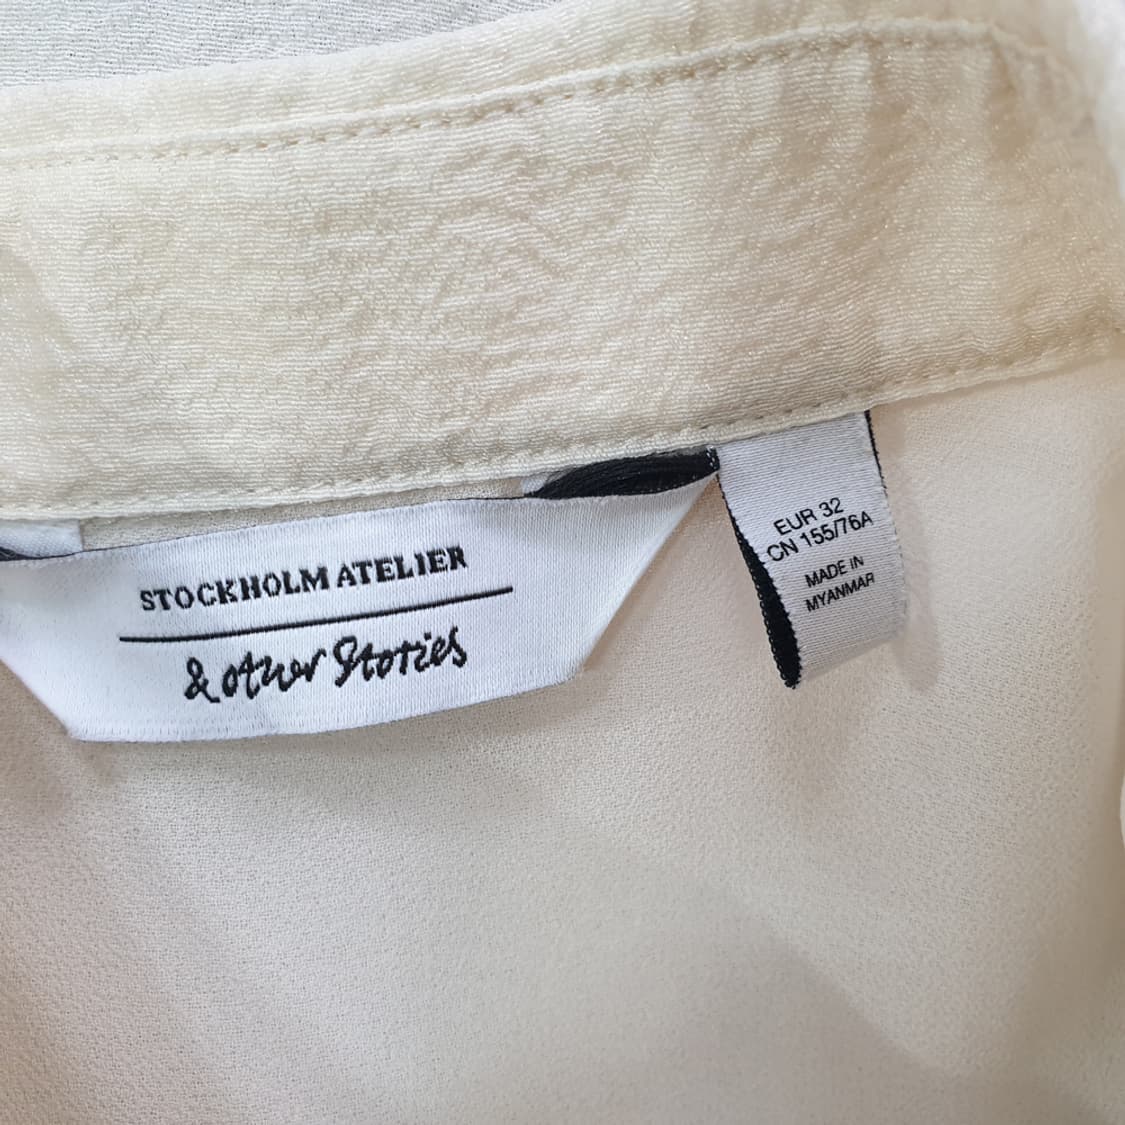 STOCKHOLM ATELIER
& other Stories
EUR 32
CN 155/76A
MADE IN
MYANMAR